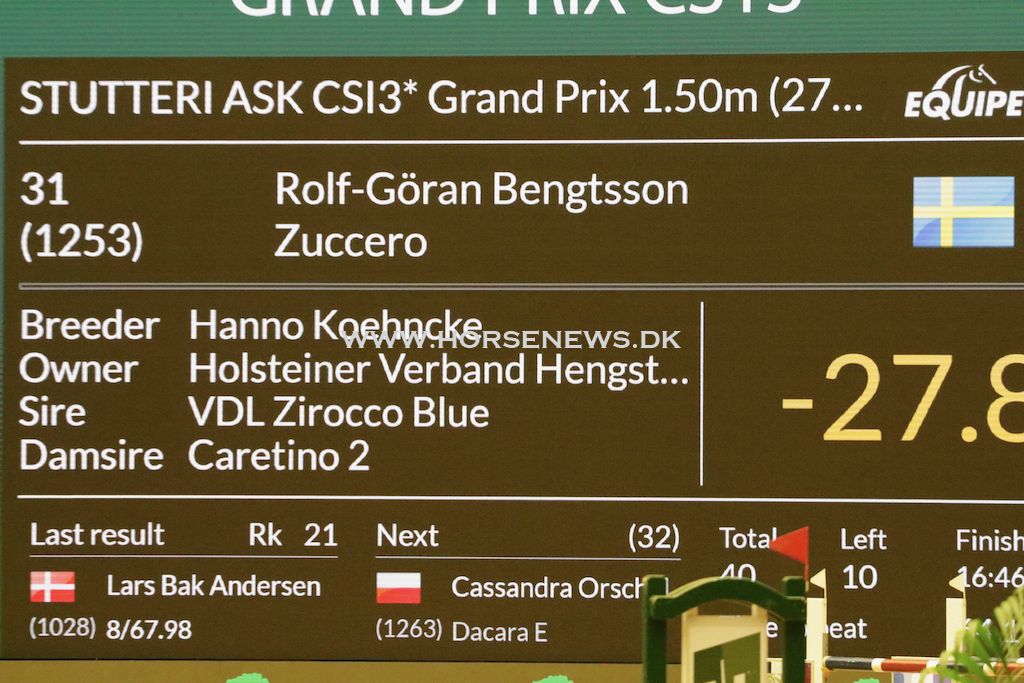 GRAND PRIX CSI3
STUTTERI ASK CSI3* Grand Prix 1.50m (27...
EQUIPE
31 Rolf-Göran Bengtsson
(1253) Zuccero
Breeder Hanno Koehncke
WWW.HORSENEWS.DK
Owner Holsteiner Verband Hengst...
Sire VDL Zirocco Blue
Damsire Caretino 2
-27.8
Last result Rk 21 Next (32) Total Left Finish
Lars Bak Andersen Cassandra Orsch 40 10 16:46
(1028) 8/67.98 (1263) Dacara E